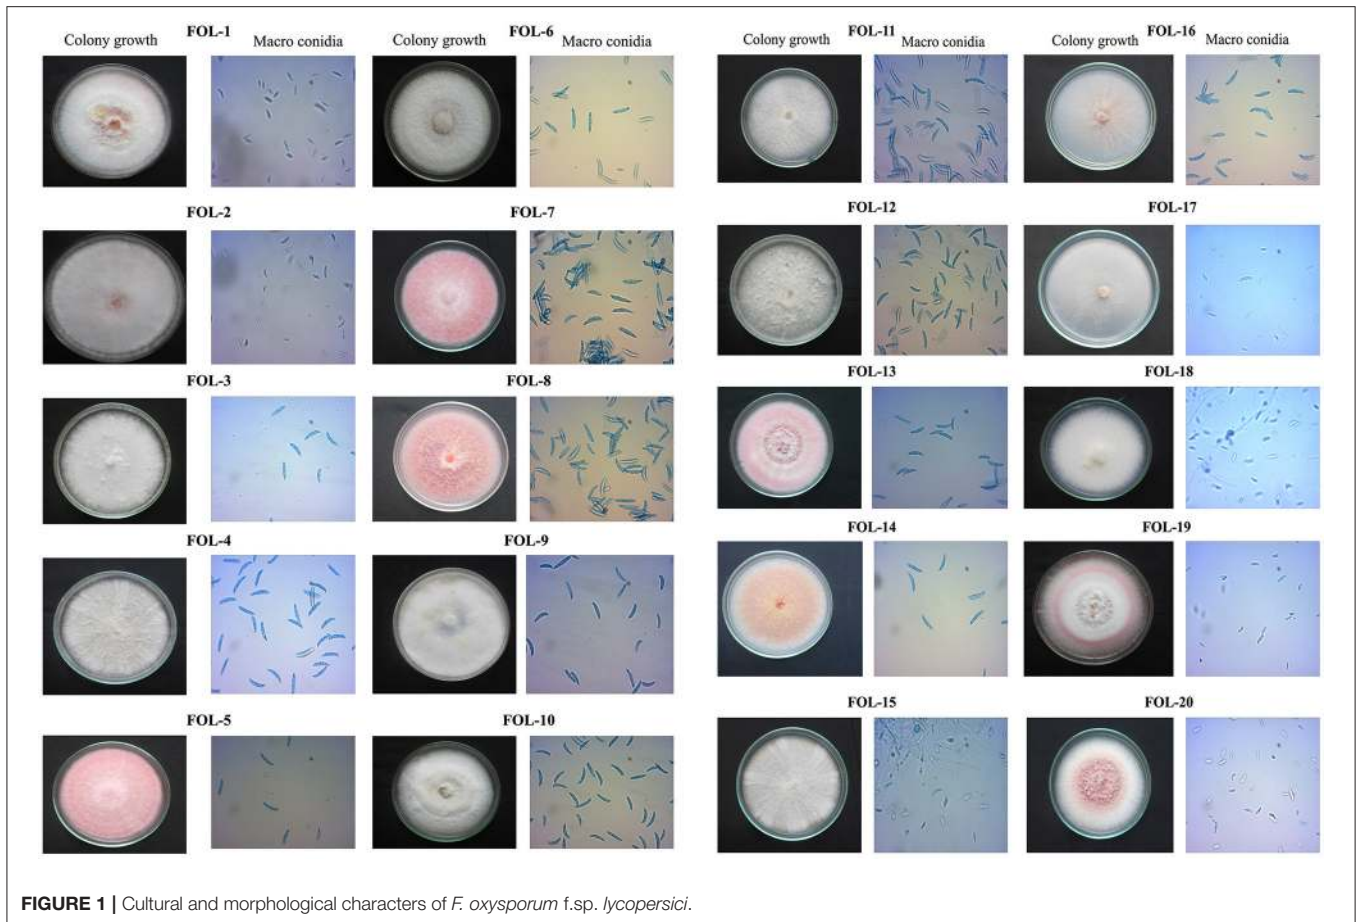 FOL-1 FOL-6 FOL-11 FOL-16
Colony growth Macro conidia Colony growth Macro conidia Colony growth Macro conidia Colony growth Macro conidia
FOL-2 FOL-7 FOL-12 FOL-17
FOL-3 FOL-8 FOL-13 FOL-18
FOL-4 FOL-9 FOL-14 FOL-19
FOL-5 FOL-10 FOL-15 FOL-20
FIGURE 1 | Cultural and morphological characters of F. oxysporum f.sp. lycopersici.